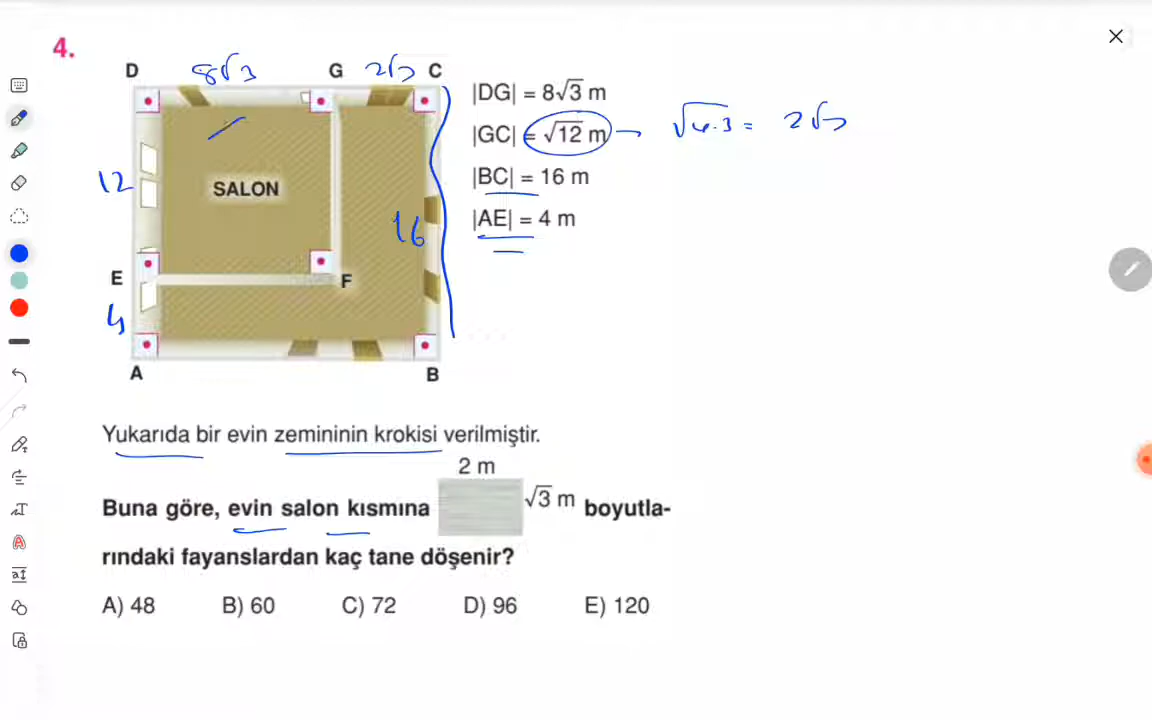 4.
D 8√3 G 2√3 C
|DG| = 8√3 m
|GC| = √12 m → √4.3 = 2√3
12 SALON |BC| = 16 m
16 |AE| = 4 m
E F
4
A B
Yukarıda bir evin zemininin krokisi verilmiştir.
2 m
Buna göre, evin salon kısmına √3 m boyutla-
rındaki fayanslardan kaç tane döşenir?
A) 48 B) 60 C) 72 D) 96 E) 120